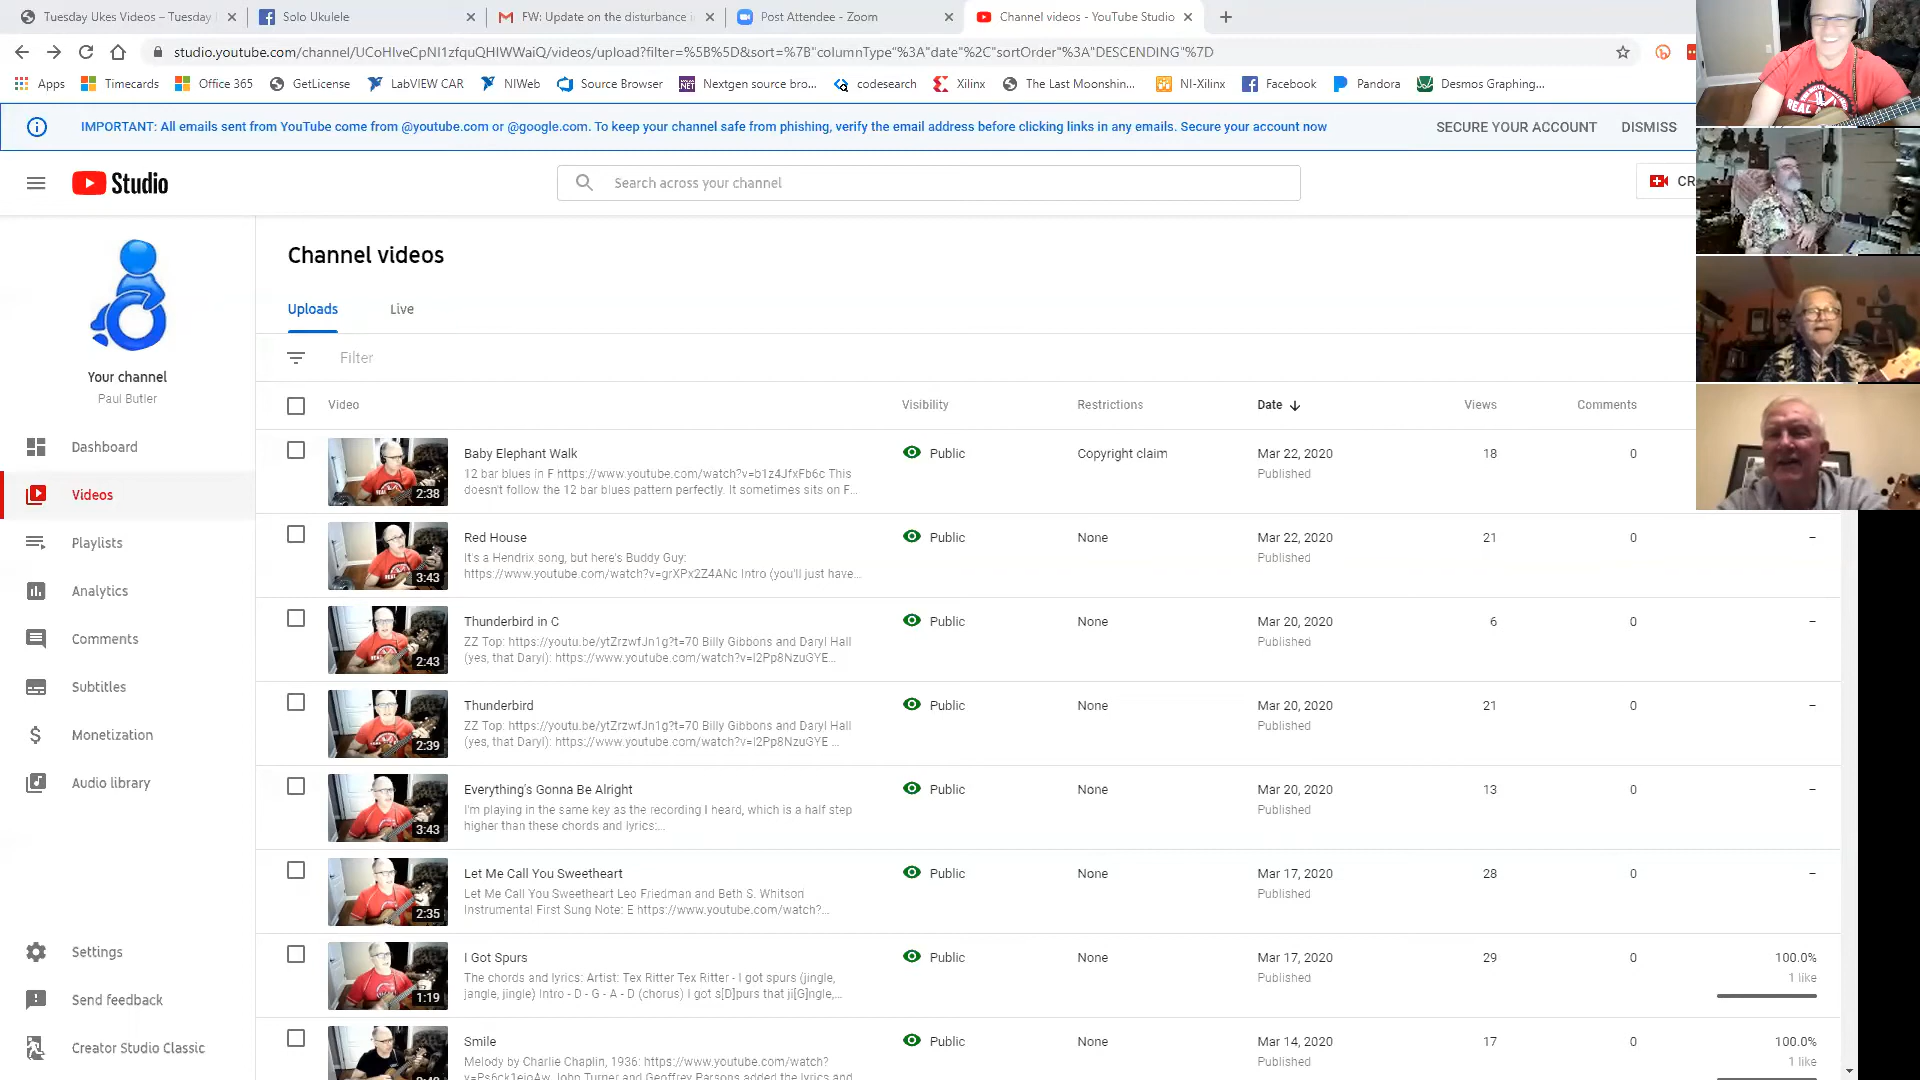 Tuesday Ukes Videos – Tuesday
Solo Ukulele
FW: Update on the disturbance i
Post Attendee - Zoom
Channel videos - YouTube Studio
studio.youtube.com/channel/UCoHIveCpNI1zfquQHIWWaiQ/videos/upload?filter=%5B%5D&sort=%7B"columnType"%3A"date"%2C"sortOrder"%3A"DESCENDING"%7D
Apps
Timecards
Office 365
GetLicense
LabVIEW CAR
NIWeb
Source Browser
Nextgen source bro...
codesearch
Xilinx
The Last Moonshin...
NI-Xilinx
Facebook
Pandora
Desmos Graphing...
IMPORTANT: All emails sent from YouTube come from @youtube.com or @google.com. To keep your channel safe from phishing, verify the email address before clicking links in any emails. Secure your account now
SECURE YOUR ACCOUNT
DISMISS
Studio
Search across your channel
CR
Your channel
Paul Butler
Dashboard
Videos
Playlists
Analytics
Comments
Subtitles
Monetization
Audio library
Settings
Send feedback
Creator Studio Classic
Channel videos
Uploads
Live
Filter
Video
Visibility
Restrictions
Date
Views
Comments
2:38
Baby Elephant Walk
12 bar blues in F https://www.youtube.com/watch?v=b1z4JfxFb6c This
doesn't follow the 12 bar blues pattern perfectly. It sometimes sits on F...
Public
Copyright claim
Mar 22, 2020
Published
18
0
3:43
Red House
It's a Hendrix song, but here's Buddy Guy:
https://www.youtube.com/watch?v=grXPx2Z4ANc Intro (you'll just have...
Public
None
Mar 22, 2020
Published
21
0
–
2:43
Thunderbird in C
ZZ Top: https://youtu.be/ytZrzwfJn1g?t=70 Billy Gibbons and Daryl Hall
(yes, that Daryl): https://www.youtube.com/watch?v=I2Pp8NzuGYE...
Public
None
Mar 20, 2020
Published
6
0
–
2:39
Thunderbird
ZZ Top: https://youtu.be/ytZrzwfJn1g?t=70 Billy Gibbons and Daryl Hall
(yes, that Daryl): https://www.youtube.com/watch?v=I2Pp8NzuGYE ...
Public
None
Mar 20, 2020
Published
21
0
–
3:43
Everything's Gonna Be Alright
I'm playing in the same key as the recording I heard, which is a half step
higher than these chords and lyrics:...
Public
None
Mar 20, 2020
Published
13
0
–
2:35
Let Me Call You Sweetheart
Let Me Call You Sweetheart Leo Friedman and Beth S. Whitson
Instrumental First Sung Note: E https://www.youtube.com/watch?...
Public
None
Mar 17, 2020
Published
28
0
–
1:19
I Got Spurs
The chords and lyrics: Artist: Tex Ritter Tex Ritter - I got spurs (jingle,
jangle, jingle) Intro - D - G - A - D (chorus) I got s[D]purs that ji[G]ngle,...
Public
None
Mar 17, 2020
Published
29
0
100.0%
1 like
Smile
Melody by Charlie Chaplin, 1936: https://www.youtube.com/watch?
v=Ps6ck1ejoAw John Turner and Geoffrey Parsons added the lyrics and
Public
None
Mar 14, 2020
Published
17
0
100.0%
1 like